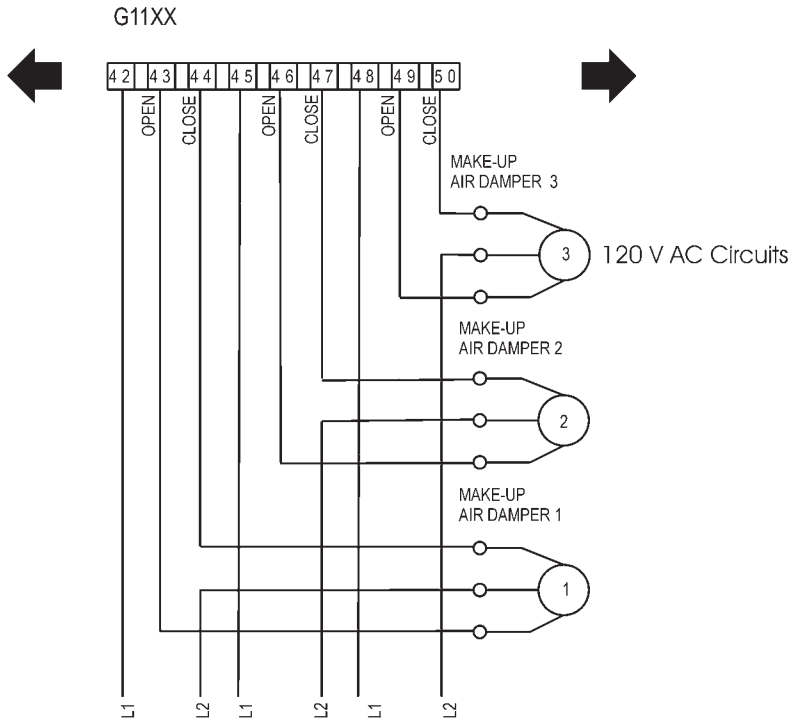 G11XX
42 43 44 45 46 47 48 49 50
OPEN CLOSE OPEN CLOSE OPEN CLOSE
MAKE-UP
AIR DAMPER 3
3
120 V AC Circuits
MAKE-UP
AIR DAMPER 2
2
MAKE-UP
AIR DAMPER 1
1
L1 L2 L1 L2 L1 L2